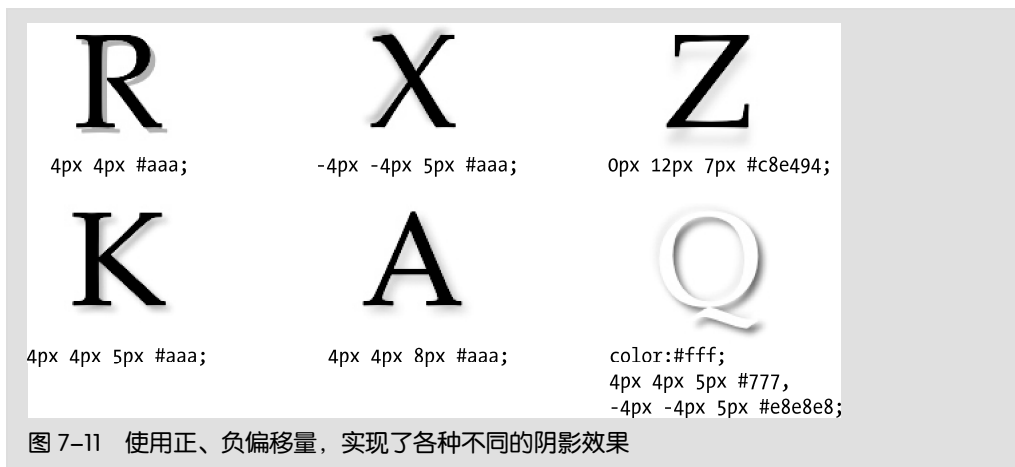 R X Z
4px 4px #aaa; -4px -4px 5px #aaa; 0px 12px 7px #c8e494;
K A Q
4px 4px 5px #aaa; 4px 4px 8px #aaa; color:#fff;
4px 4px 5px #777,
-4px -4px 5px #e8e8e8;
图 7-11 使用正、负偏移量，实现了各种不同的阴影效果